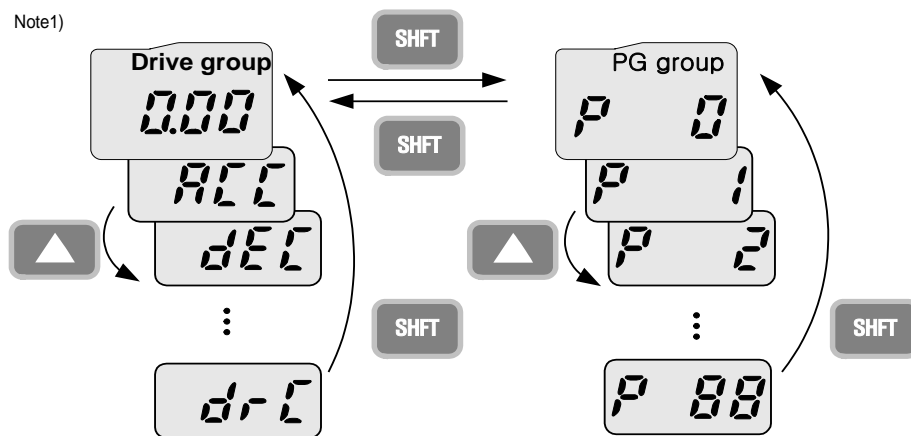 Note1)
SHFT
Drive group
PG group
0.00
P 0
SHFT
ACC
P 1
dEC
P 2
SHFT
SHFT
drC
P 88